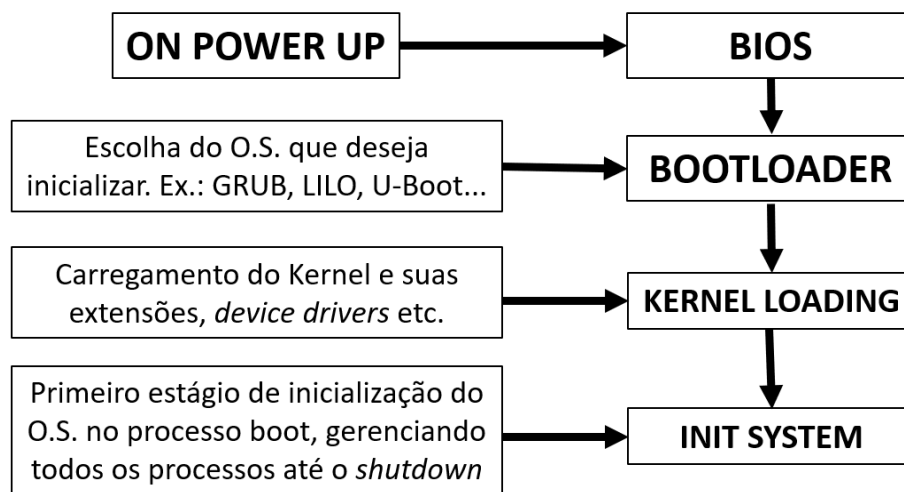 ON POWER UP
BIOS
Escolha do O.S. que deseja
inicializar. Ex.: GRUB, LILO, U-Boot...
BOOTLOADER
Carregamento do Kernel e suas
extensões, device drivers etc.
KERNEL LOADING
Primeiro estágio de inicialização do
O.S. no processo boot, gerenciando
todos os processos até o shutdown
INIT SYSTEM